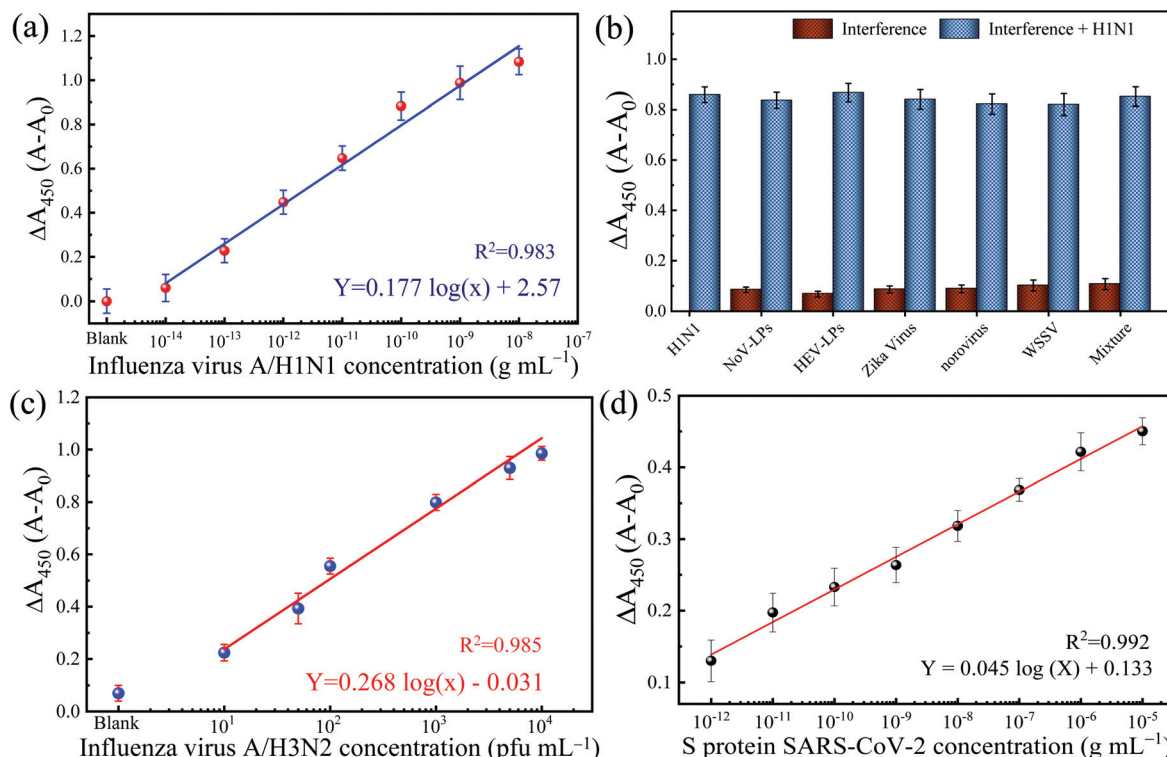 (a)
1.2
1.0
0.8
0.6
0.4
0.2
0.0
ΔA₄₅₀ (A-A₀)
R²=0.983
Y=0.177 log(x) + 2.57
Blank 10⁻¹⁴ 10⁻¹³ 10⁻¹² 10⁻¹¹ 10⁻¹⁰ 10⁻⁹ 10⁻⁸ 10⁻⁷
Influenza virus A/H1N1 concentration (g mL⁻¹)
(b)
Interference Interference + H1N1
1.0
0.8
0.6
0.4
0.2
0.0
ΔA₄₅₀ (A-A₀)
H1N1
NoV-LPs
HEV-LPs
Zika Virus
norovirus
WSSV
Mixture
(c)
1.2
1.0
0.8
0.6
0.4
0.2
0.0
ΔA₄₅₀ (A-A₀)
R²=0.985
Y=0.268 log(x) - 0.031
Blank 10¹ 10² 10³ 10⁴
Influenza virus A/H3N2 concentration (pfu mL⁻¹)
(d)
0.5
0.4
0.3
0.2
0.1
ΔA₄₅₀ (A-A₀)
R²=0.992
Y = 0.045 log (X) + 0.133
10⁻¹² 10⁻¹¹ 10⁻¹⁰ 10⁻⁹ 10⁻⁸ 10⁻⁷ 10⁻⁶ 10⁻⁵
S protein SARS-CoV-2 concentration (g mL⁻¹)